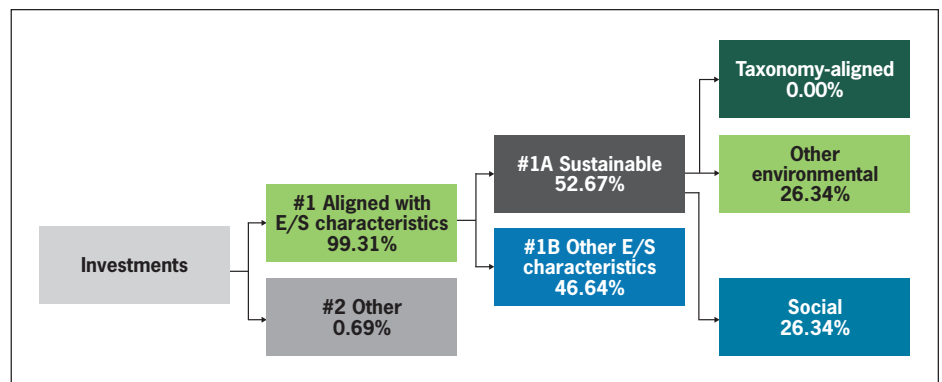 Investments
#1 Aligned with
E/S characteristics
99.31%
#2 Other
0.69%
#1A Sustainable
52.67%
#1B Other E/S
characteristics
46.64%
Taxonomy-aligned
0.00%
Other
environmental
26.34%
Social
26.34%